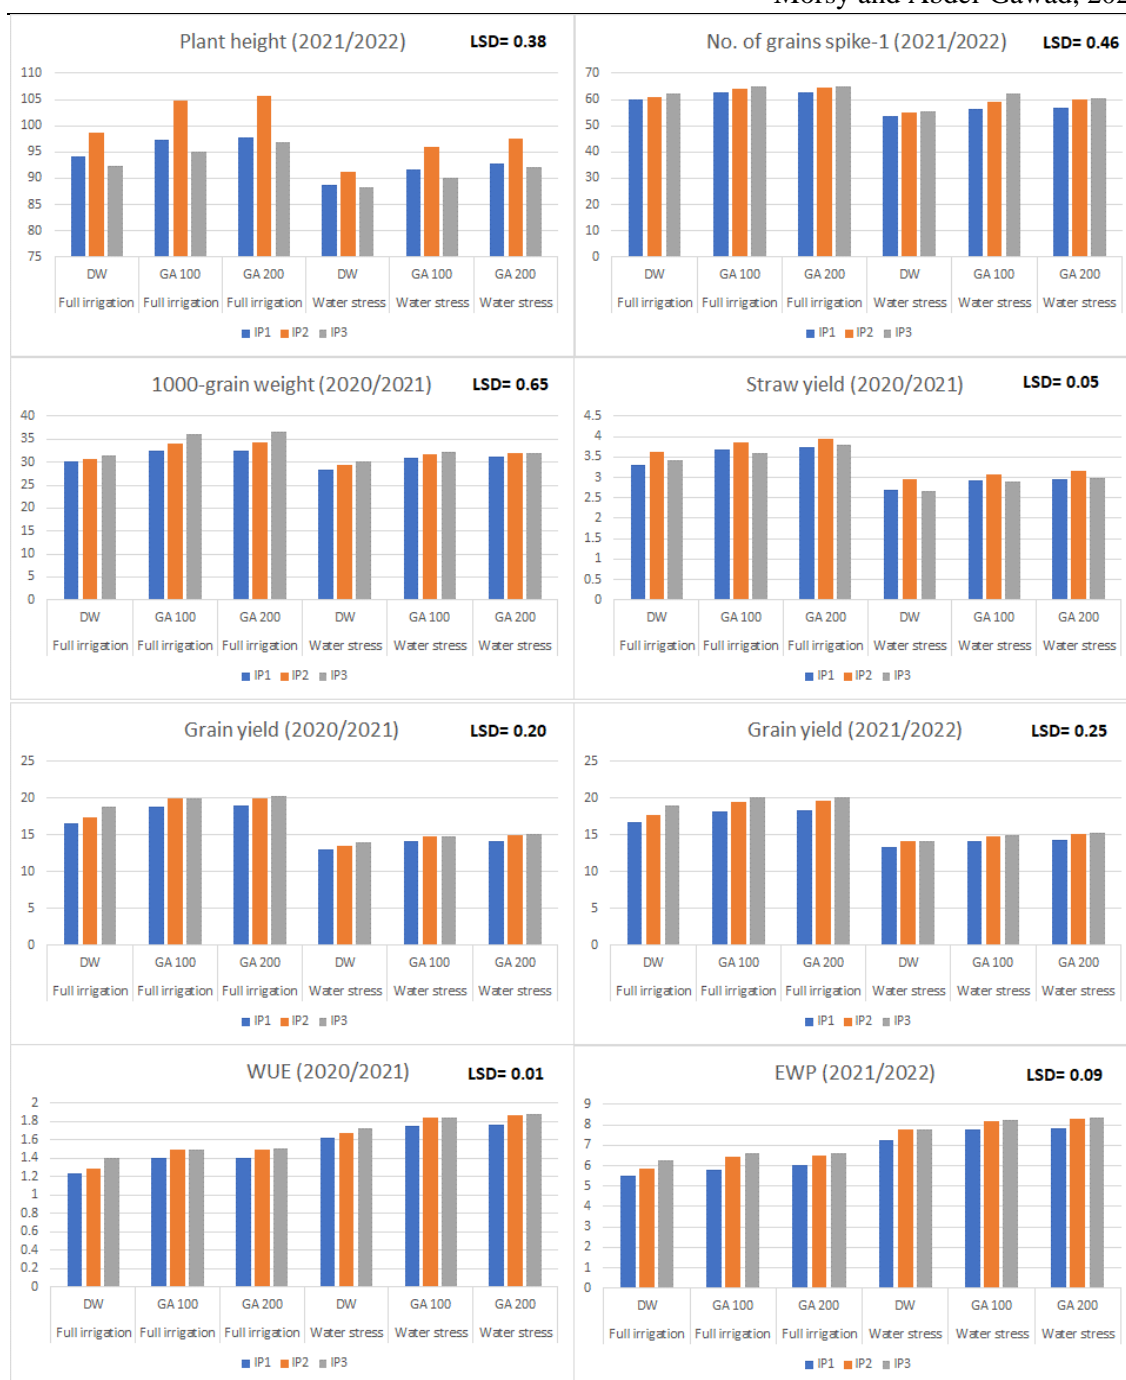 Morsy and Abdel-Gawad, 202
Plant height (2021/2022) LSD= 0.38
110
105
100
95
90
85
80
75
DW GA 100 GA 200 DW GA 100 GA 200
Full irrigation Full irrigation Full irrigation Water stress Water stress Water stress
IP1 IP2 IP3
No. of grains spike-1 (2021/2022) LSD= 0.46
70
60
50
40
30
20
10
0
DW GA 100 GA 200 DW GA 100 GA 200
Full irrigation Full irrigation Full irrigation Water stress Water stress Water stress
IP1 IP2 IP3
1000-grain weight (2020/2021) LSD= 0.65
40
35
30
25
20
15
10
5
0
DW GA 100 GA 200 DW GA 100 GA 200
Full irrigation Full irrigation Full irrigation Water stress Water stress Water stress
IP1 IP2 IP3
Straw yield (2020/2021) LSD= 0.05
4.5
4
3.5
3
2.5
2
1.5
1
0.5
0
DW GA 100 GA 200 DW GA 100 GA 200
Full irrigation Full irrigation Full irrigation Water stress Water stress Water stress
IP1 IP2 IP3
Grain yield (2020/2021) LSD= 0.20
25
20
15
10
5
0
DW GA 100 GA 200 DW GA 100 GA 200
Full irrigation Full irrigation Full irrigation Water stress Water stress Water stress
IP1 IP2 IP3
Grain yield (2021/2022) LSD= 0.25
25
20
15
10
5
0
DW GA 100 GA 200 DW GA 100 GA 200
Full irrigation Full irrigation Full irrigation Water stress Water stress Water stress
IP1 IP2 IP3
WUE (2020/2021) LSD= 0.01
2
1.8
1.6
1.4
1.2
1
0.8
0.6
0.4
0.2
0
DW GA 100 GA 200 DW GA 100 GA 200
Full irrigation Full irrigation Full irrigation Water stress Water stress Water stress
IP1 IP2 IP3
EWP (2021/2022) LSD= 0.09
9
8
7
6
5
4
3
2
1
0
DW GA 100 GA 200 DW GA 100 GA 200
Full irrigation Full irrigation Full irrigation Water stress Water stress Water stress
IP1 IP2 IP3